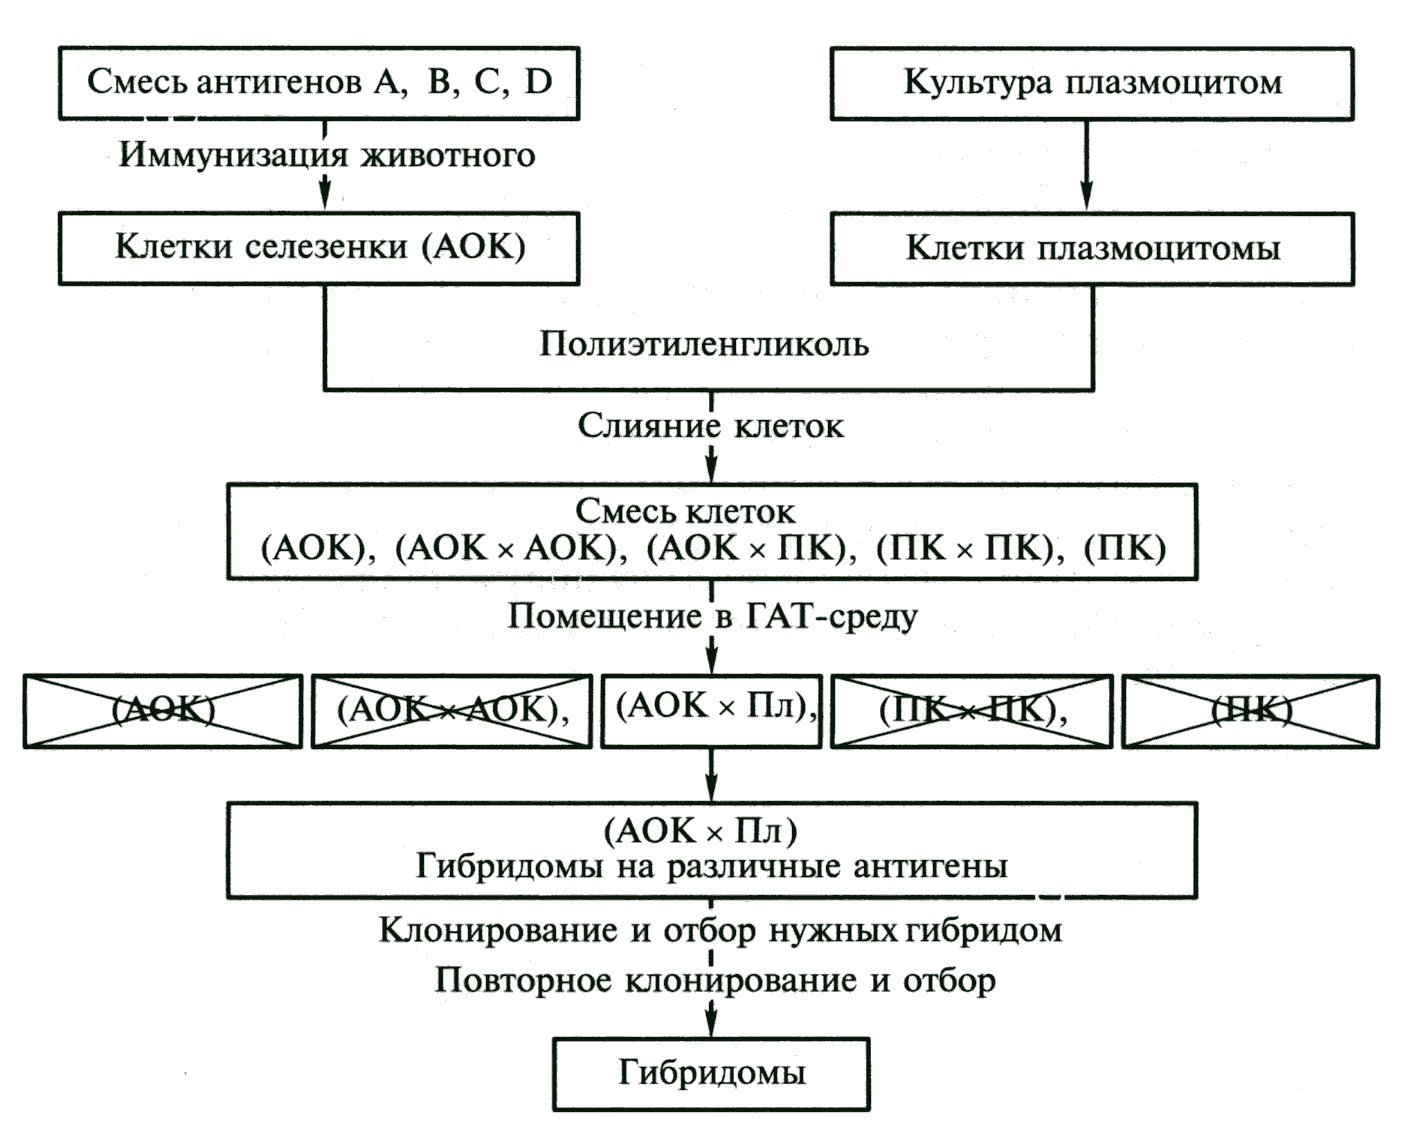 Смесь антигенов А, В, С, D
Культура плазмоцитом
Иммунизация животного
Клетки селезенки (АОК)
Клетки плазмоцитомы
Полиэтиленгликоль
Слияние клеток
Смесь клеток
(АОК), (АОК × АОК), (АОК × ПК), (ПК × ПК), (ПК)
Помещение в ГАТ-среду
(АОК)
(АОК × АОК),
(АОК × Пл),
(ПК × ПК),
(ПК)
(АОК × Пл)
Гибридомы на различные антигены
Клонирование и отбор нужных гибридом
Повторное клонирование и отбор
Гибридомы